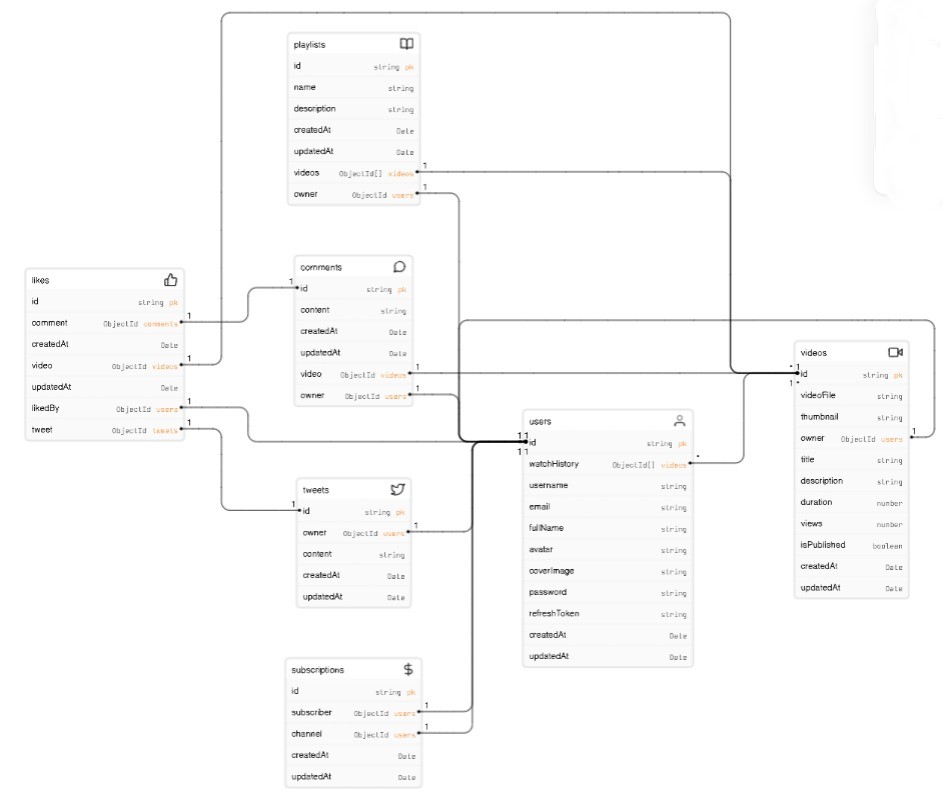 playlists
id string pk
name string
description string
createdAt Date
updatedAt Date
videos ObjectId[] videos 1
owner ObjectId users 1
likes
id string pk
comment ObjectId comments 1
createdAt Date
video ObjectId videos 1
updatedAt Date
likedBy ObjectId users 1
tweet ObjectId tweets 1
comments
1 id string pk
content string
createdAt Date
updatedAt Date
video ObjectId videos 1
owner ObjectId users 1
tweets
1 id string pk
owner ObjectId users 1
content string
createdAt Date
updatedAt Date
subscriptions
id string pk
subscriber ObjectId users 1
channel ObjectId users 1
createdAt Date
updatedAt Date
users
1 1
id string pk
1 1
watchHistory ObjectId[] videos
username string
email string
fullName string
avatar string
coverImage string
password string
refreshToken string
createdAt Date
updatedAt Date
videos
1
id string pk
1
videoFile string
thumbnail string
owner ObjectId users 1
title string
description string
duration number
views number
isPublished boolean
createdAt Date
updatedAt Date